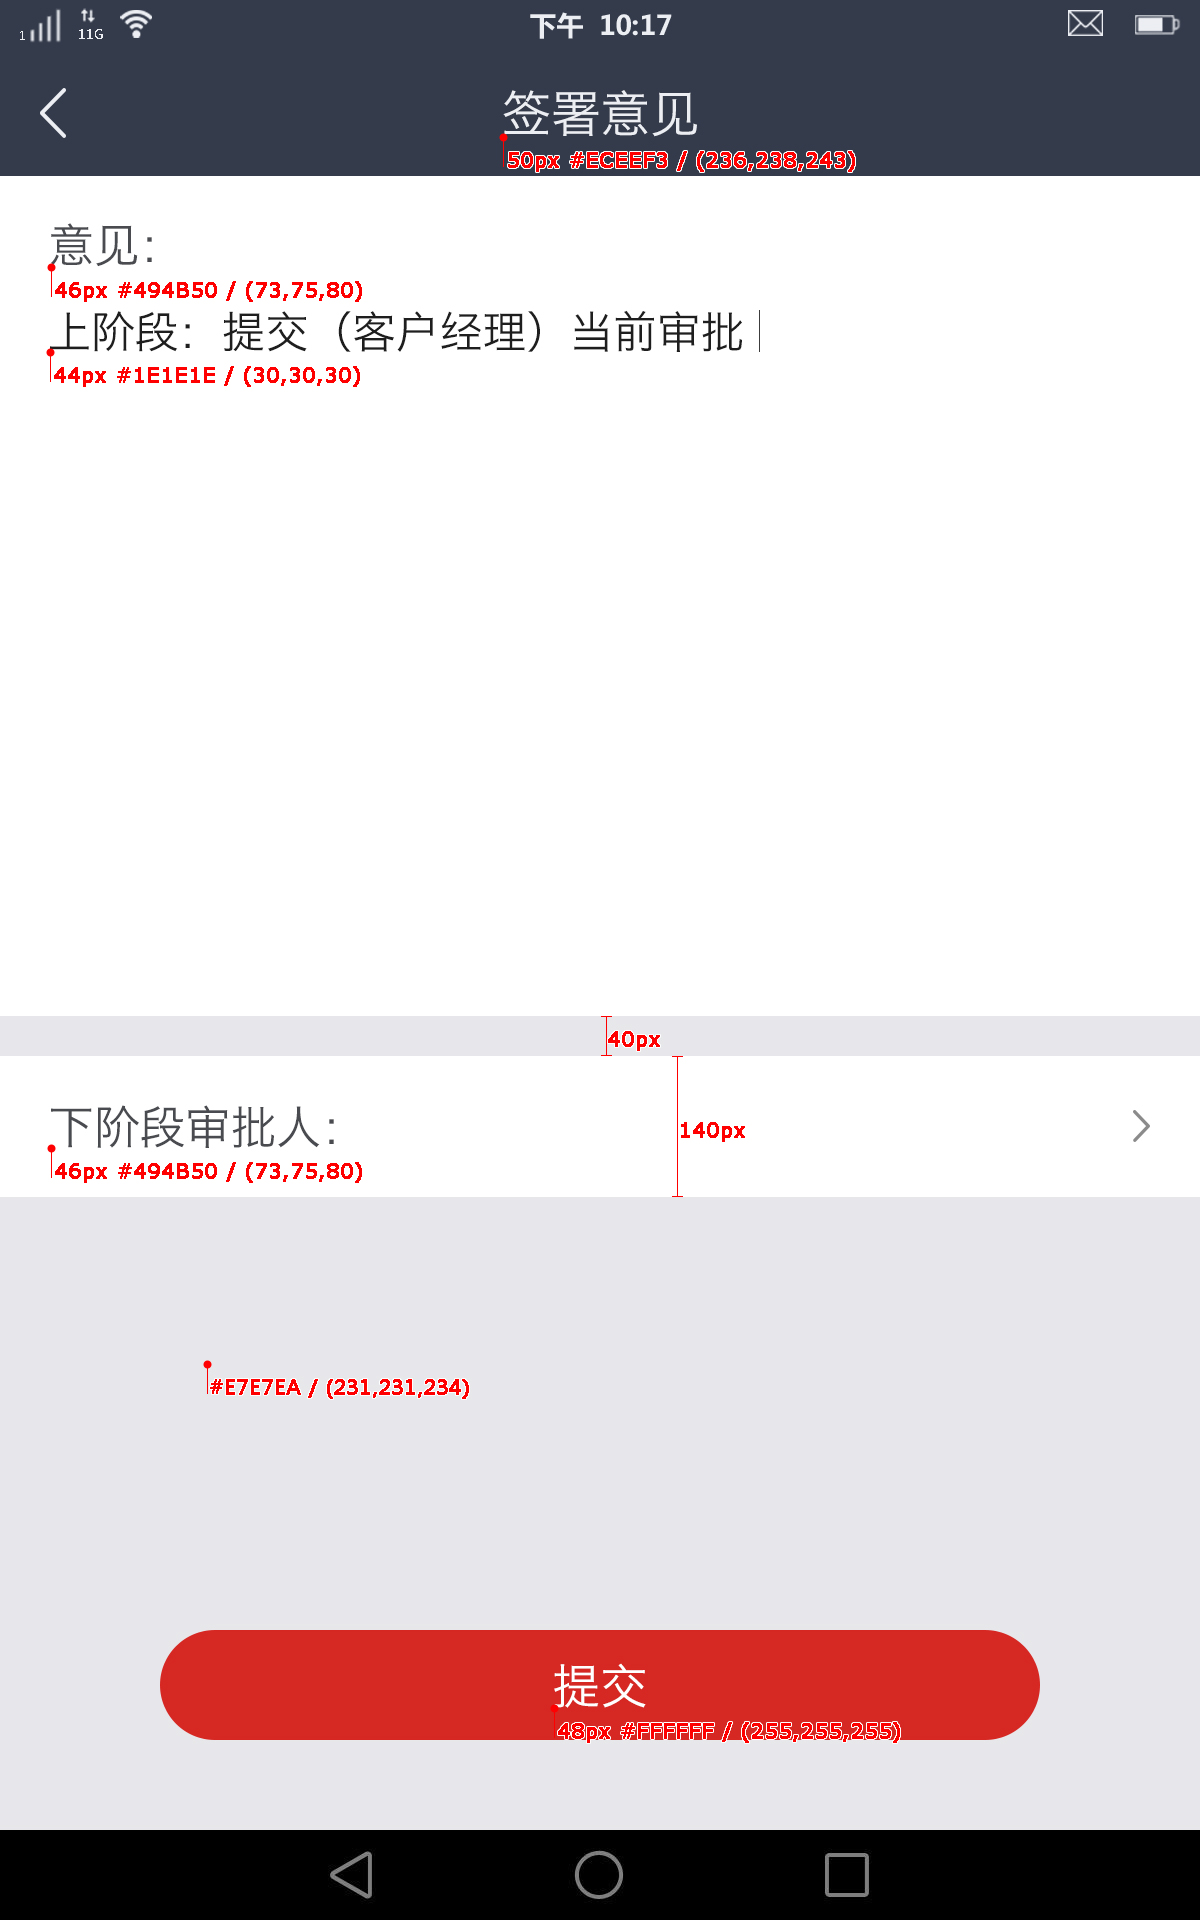 1 11G 下午 10:17
签署意见
50px #ECEEF3 / (236,238,243)
意见：
46px #494B50 / (73,75,80)
上阶段：提交（客户经理）当前审批
44px #1E1E1E / (30,30,30)
40px
下阶段审批人：
140px
46px #494B50 / (73,75,80)
#E7E7EA / (231,231,234)
提交
48px #FFFFFF / (255,255,255)